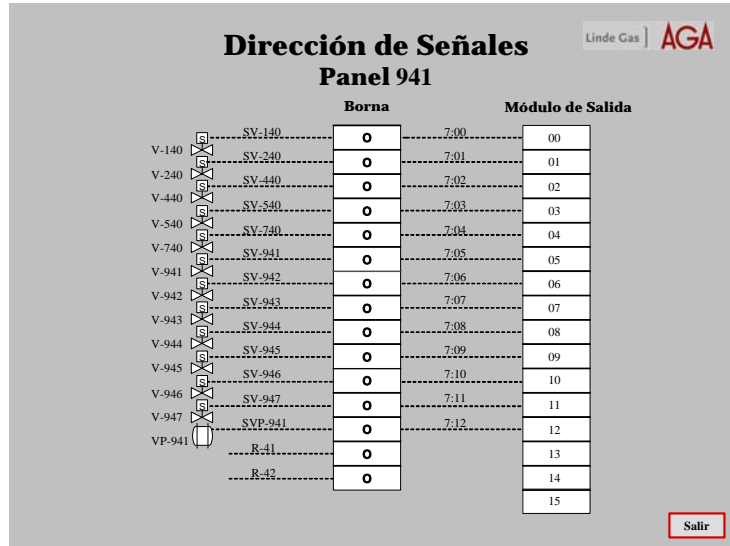 Dirección de Señales
Panel 941
Linde Gas
AGA
Borna
Módulo de Salida
S SV-140 o 7:00 00
V-140
S SV-240 o 7:01 01
V-240
S SV-440 o 7:02 02
V-440
S SV-540 o 7:03 03
V-540
S SV-740 o 7:04 04
V-740
S SV-941 o 7:05 05
V-941
S SV-942 o 7:06 06
V-942
S SV-943 o 7:07 07
V-943
S SV-944 o 7:08 08
V-944
S SV-945 o 7:09 09
V-945
S SV-946 o 7:10 10
V-946
S SV-947 o 7:11 11
V-947
SVP-941 o 7:12 12
VP-941
R-41 o 13
R-42 o 14
15
Salir